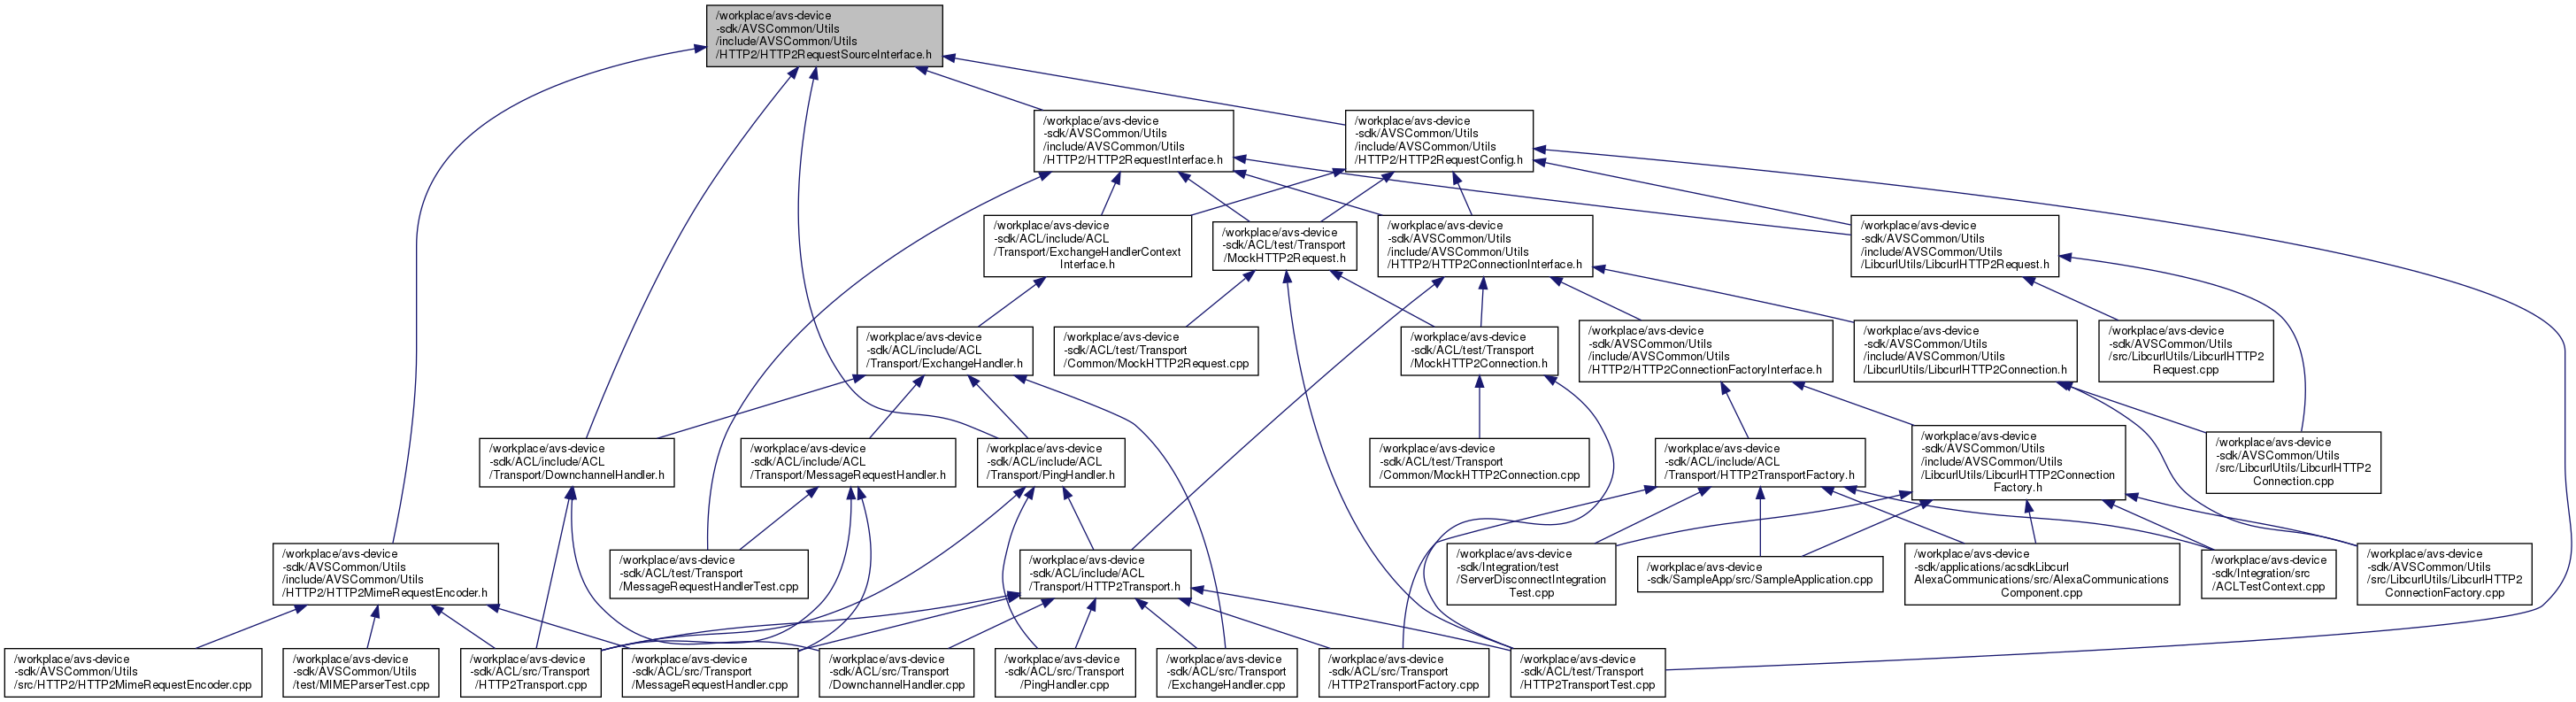 /workplace/avs-device
-sdk/AVSCommon/Utils
/include/AVSCommon/Utils
/HTTP2/HTTP2RequestSourceInterface.h
/workplace/avs-device
-sdk/AVSCommon/Utils
/include/AVSCommon/Utils
/HTTP2/HTTP2RequestInterface.h
/workplace/avs-device
-sdk/AVSCommon/Utils
/include/AVSCommon/Utils
/HTTP2/HTTP2RequestConfig.h
/workplace/avs-device
-sdk/ACL/include/ACL
/Transport/ExchangeHandlerContext
Interface.h
/workplace/avs-device
-sdk/ACL/test/Transport
/MockHTTP2Request.h
/workplace/avs-device
-sdk/AVSCommon/Utils
/include/AVSCommon/Utils
/HTTP2/HTTP2ConnectionInterface.h
/workplace/avs-device
-sdk/AVSCommon/Utils
/include/AVSCommon/Utils
/LibcurlUtils/LibcurlHTTP2Request.h
/workplace/avs-device
-sdk/ACL/include/ACL
/Transport/ExchangeHandler.h
/workplace/avs-device
-sdk/ACL/test/Transport
/Common/MockHTTP2Request.cpp
/workplace/avs-device
-sdk/ACL/test/Transport
/MockHTTP2Connection.h
/workplace/avs-device
-sdk/AVSCommon/Utils
/include/AVSCommon/Utils
/HTTP2/HTTP2ConnectionFactoryInterface.h
/workplace/avs-device
-sdk/AVSCommon/Utils
/include/AVSCommon/Utils
/LibcurlUtils/LibcurlHTTP2Connection.h
/workplace/avs-device
-sdk/AVSCommon/Utils
/src/LibcurlUtils/LibcurlHTTP2
Request.cpp
/workplace/avs-device
-sdk/ACL/include/ACL
/Transport/DownchannelHandler.h
/workplace/avs-device
-sdk/ACL/include/ACL
/Transport/MessageRequestHandler.h
/workplace/avs-device
-sdk/ACL/include/ACL
/Transport/PingHandler.h
/workplace/avs-device
-sdk/ACL/test/Transport
/Common/MockHTTP2Connection.cpp
/workplace/avs-device
-sdk/ACL/include/ACL
/Transport/HTTP2TransportFactory.h
/workplace/avs-device
-sdk/AVSCommon/Utils
/include/AVSCommon/Utils
/LibcurlUtils/LibcurlHTTP2Connection
Factory.h
/workplace/avs-device
-sdk/AVSCommon/Utils
/src/LibcurlUtils/LibcurlHTTP2
Connection.cpp
/workplace/avs-device
-sdk/AVSCommon/Utils
/include/AVSCommon/Utils
/HTTP2/HTTP2MimeRequestEncoder.h
/workplace/avs-device
-sdk/ACL/test/Transport
/MessageRequestHandlerTest.cpp
/workplace/avs-device
-sdk/ACL/include/ACL
/Transport/HTTP2Transport.h
/workplace/avs-device
-sdk/Integration/test
/ServerDisconnectIntegration
Test.cpp
/workplace/avs-device
-sdk/SampleApp/src/SampleApplication.cpp
/workplace/avs-device
-sdk/applications/acsdkLibcurl
AlexaCommunications/src/AlexaCommunications
Component.cpp
/workplace/avs-device
-sdk/Integration/src
/ACLTestContext.cpp
/workplace/avs-device
-sdk/AVSCommon/Utils
/src/LibcurlUtils/LibcurlHTTP2
ConnectionFactory.cpp
/workplace/avs-device
-sdk/AVSCommon/Utils
/src/HTTP2/HTTP2MimeRequestEncoder.cpp
/workplace/avs-device
-sdk/AVSCommon/Utils
/test/MIMEParserTest.cpp
/workplace/avs-device
-sdk/ACL/src/Transport
/HTTP2Transport.cpp
/workplace/avs-device
-sdk/ACL/src/Transport
/MessageRequestHandler.cpp
/workplace/avs-device
-sdk/ACL/src/Transport
/DownchannelHandler.cpp
/workplace/avs-device
-sdk/ACL/src/Transport
/PingHandler.cpp
/workplace/avs-device
-sdk/ACL/src/Transport
/ExchangeHandler.cpp
/workplace/avs-device
-sdk/ACL/src/Transport
/HTTP2TransportFactory.cpp
/workplace/avs-device
-sdk/ACL/test/Transport
/HTTP2TransportTest.cpp